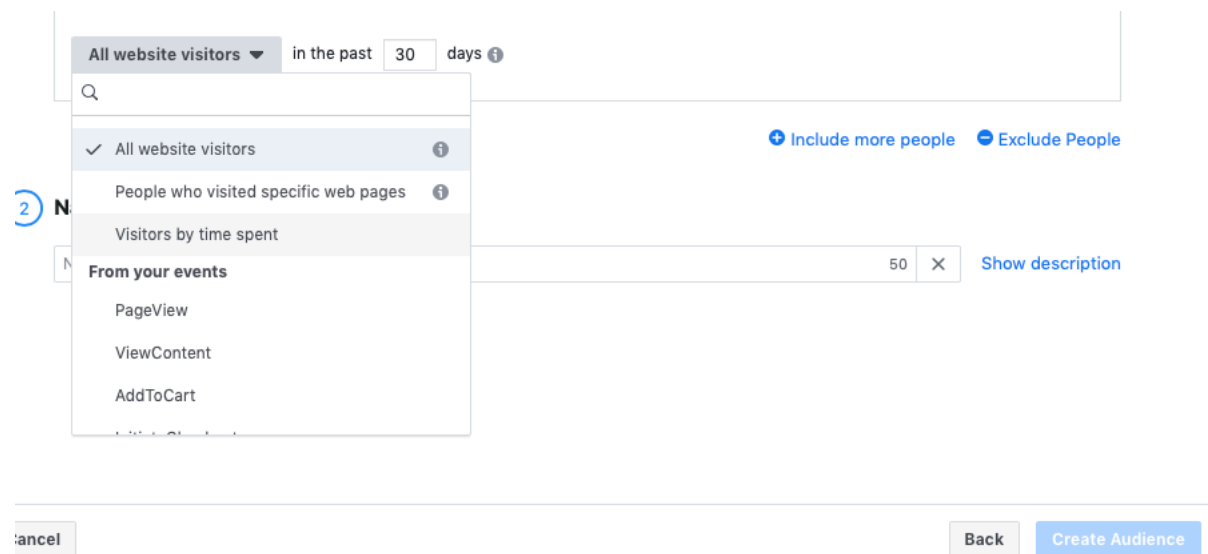 All website visitors in the past 30 days
Include more people Exclude People
All website visitors
People who visited specific web pages
2
Visitors by time spent
50 Show description
From your events
PageView
ViewContent
AddToCart
Back Create Audience